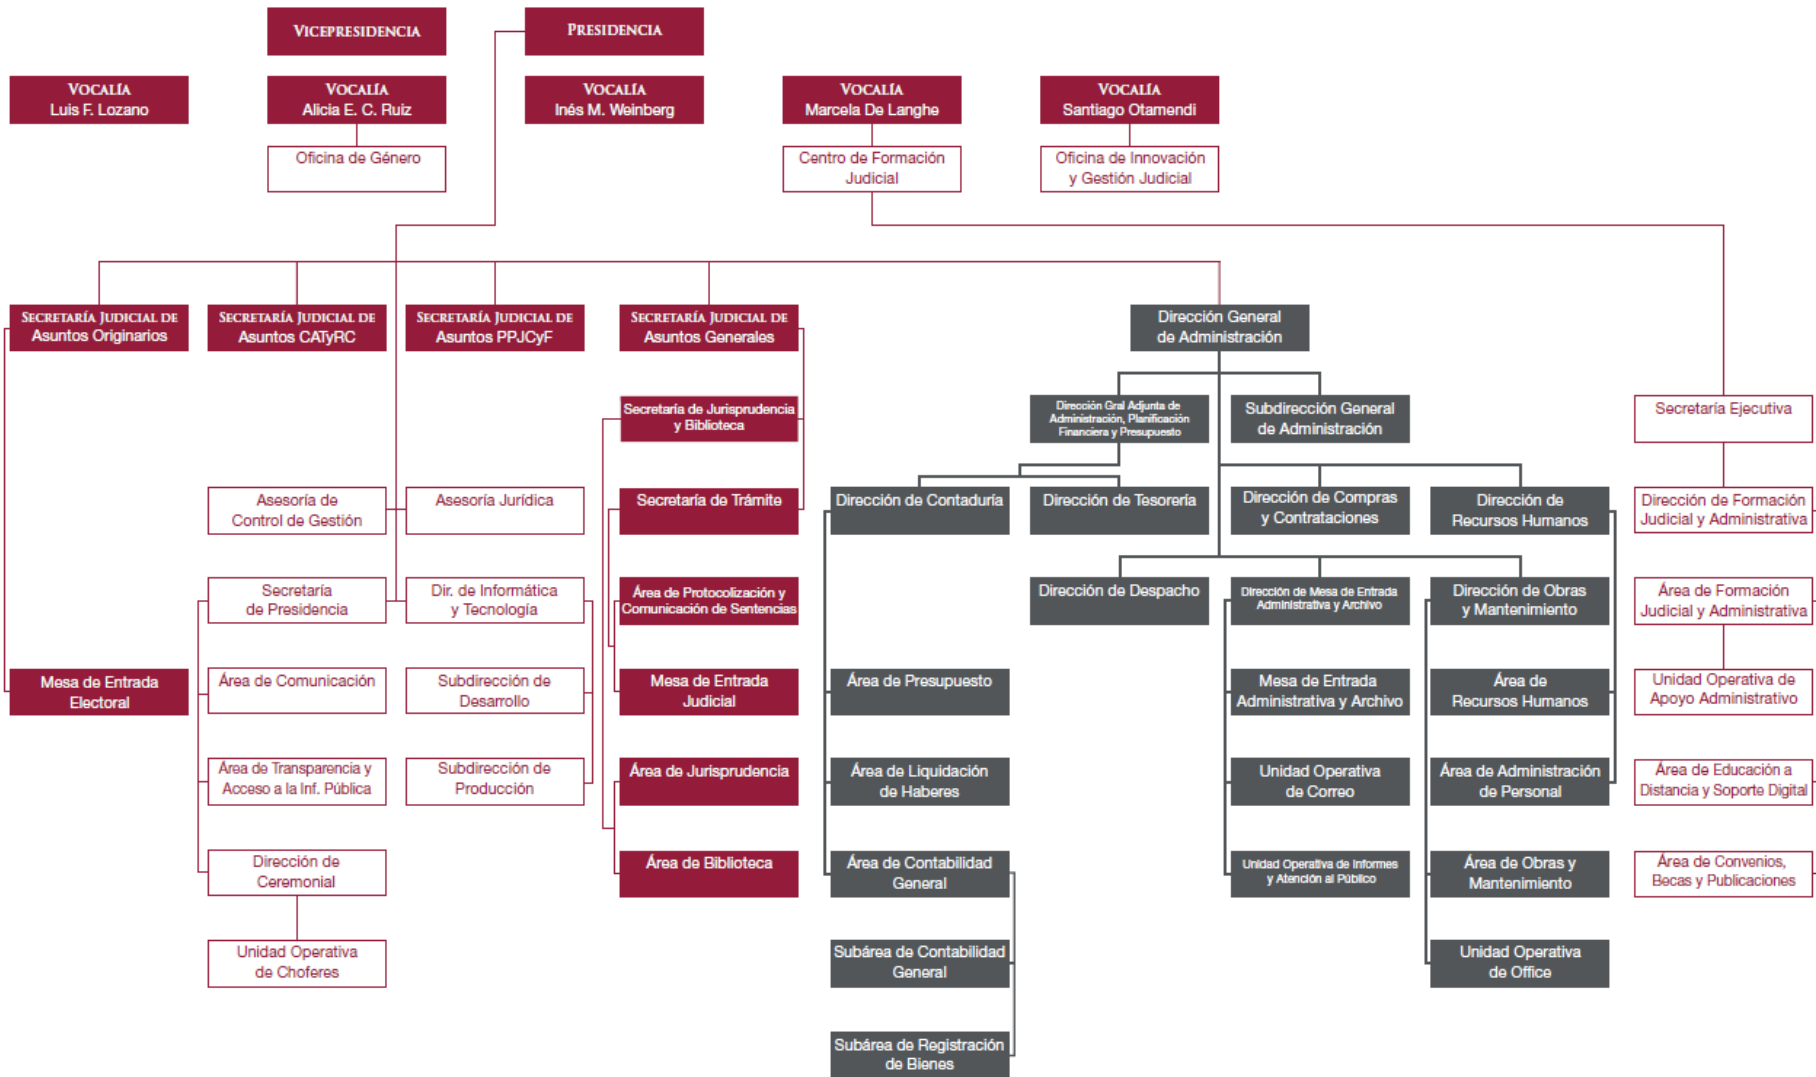 VICEPRESIDENCIA
PRESIDENCIA
VOCALÍA
Luis F. Lozano
VOCALÍA
Alicia E. C. Ruiz
VOCALÍA
Inés M. Weinberg
VOCALÍA
Marcela De Langhe
VOCALÍA
Santiago Otamendi
Oficina de Género
Centro de Formación
Judicial
Oficina de Innovación
y Gestión Judicial
SECRETARÍA JUDICIAL DE
Asuntos Originarios
SECRETARÍA JUDICIAL DE
Asuntos CATyRC
SECRETARÍA JUDICIAL DE
Asuntos PPJCyF
SECRETARÍA JUDICIAL DE
Asuntos Generales
Dirección General
de Administración
Secretaría de Jurisprudencia
y Biblioteca
Dirección Gral Adjunta de
Administración, Planificación
Financiera y Presupuesto
Subdirección General
de Administración
Secretaría Ejecutiva
Asesoría de
Control de Gestión
Asesoría Jurídica
Secretaría de Trámite
Dirección de Contaduría
Dirección de Tesorería
Dirección de Compras
y Contrataciones
Dirección de
Recursos Humanos
Dirección de Formación
Judicial y Administrativa
Secretaría
de Presidencia
Dir. de Informática
y Tecnología
Área de Protocolización y
Comunicación de Sentencias
Dirección de Despacho
Dirección de Mesa de Entrada
Administrativa y Archivo
Dirección de Obras
y Mantenimiento
Área de Formación
Judicial y Administrativa
Mesa de Entrada
Electoral
Área de Comunicación
Subdirección de
Desarrollo
Mesa de Entrada
Judicial
Área de Presupuesto
Mesa de Entrada
Administrativa y Archivo
Área de
Recursos Humanos
Unidad Operativa de
Apoyo Administrativo
Área de Transparencia y
Acceso a la Inf. Pública
Subdirección de
Producción
Área de Jurisprudencia
Área de Liquidación
de Haberes
Unidad Operativa
de Correo
Área de Administración
de Personal
Área de Educación a
Distancia y Soporte Digital
Dirección de
Ceremonial
Área de Biblioteca
Área de Contabilidad
General
Unidad Operativa de Informes
y Atención al Público
Área de Obras y
Mantenimiento
Área de Convenios,
Becas y Publicaciones
Unidad Operativa
de Choferes
Subárea de Contabilidad
General
Unidad Operativa
de Office
Subárea de Registración
de Bienes